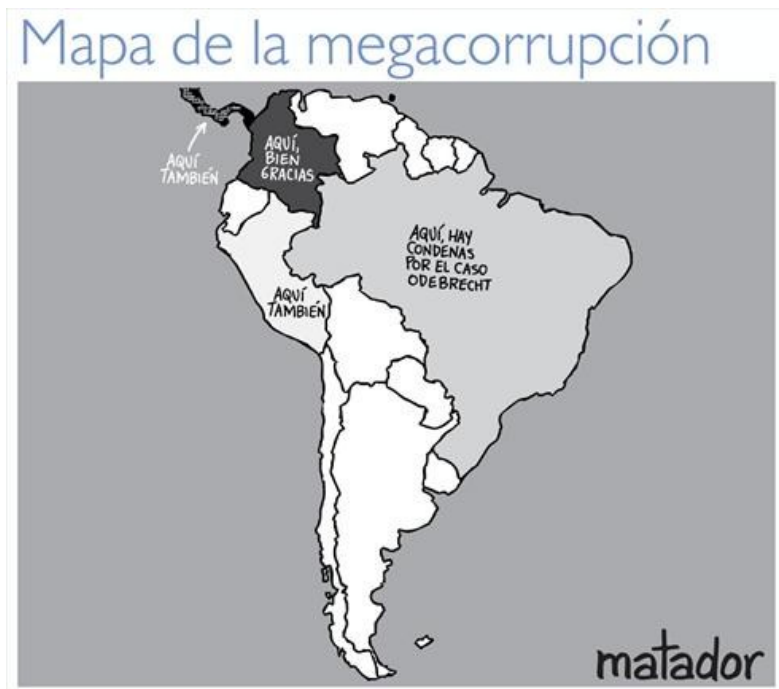 Mapa de la megacorrupción
AQUÍ
TAMBIÉN
AQUÍ,
BIEN
GRACIAS
AQUÍ, HAY
CONDENAS
POR EL CASO
ODEBRECHT
AQUÍ
TAMBIÉN
matador